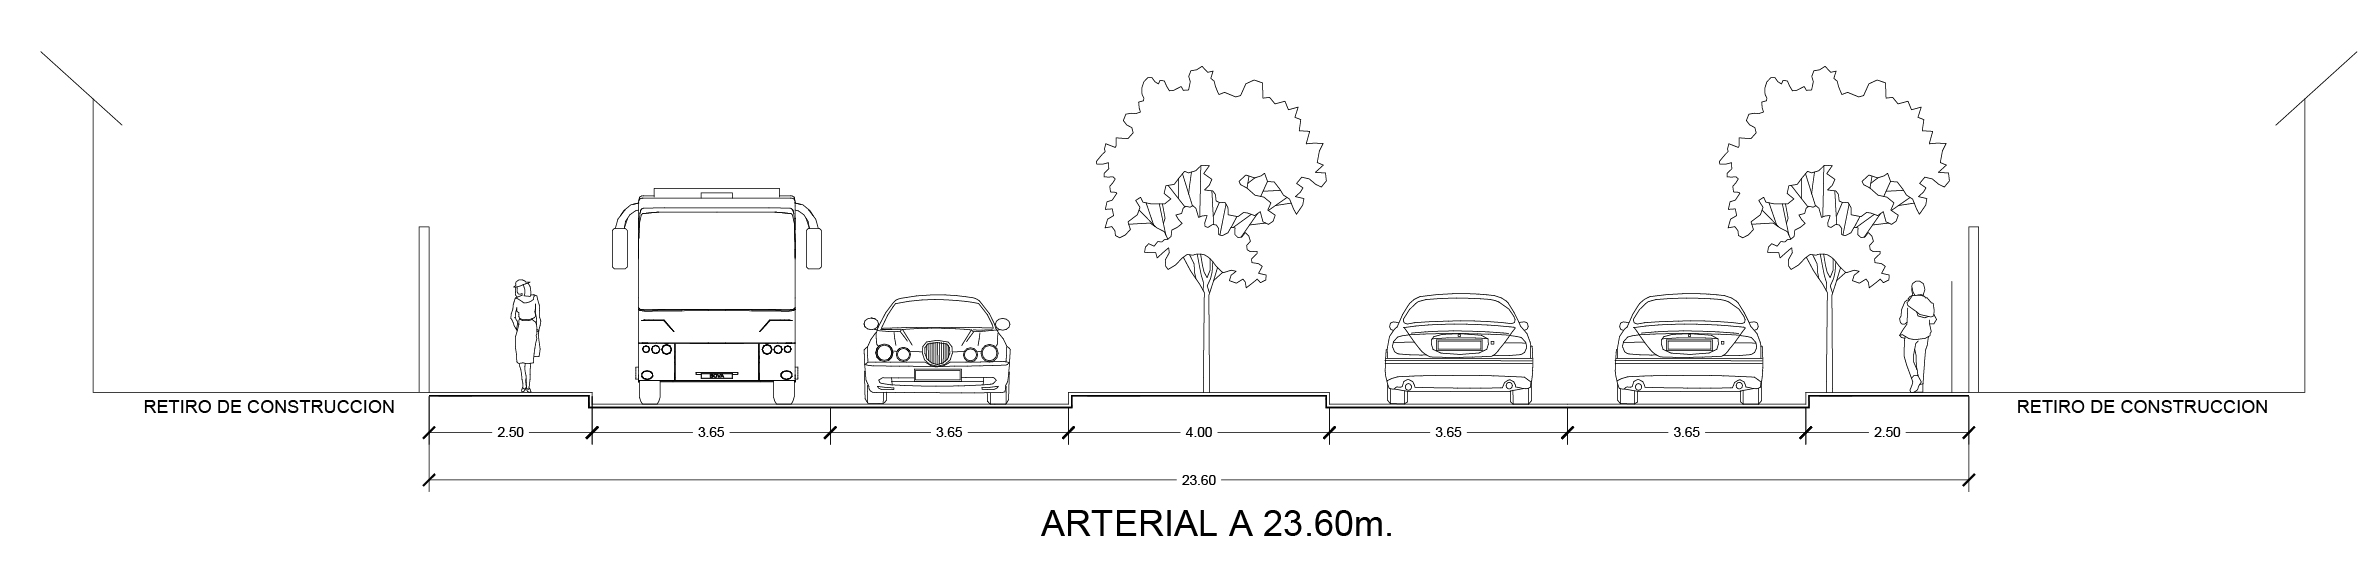 BOVA
RETIRO DE CONSTRUCCION
RETIRO DE CONSTRUCCION
2.50 3.65 3.65 4.00 3.65 3.65 2.50
23.60
ARTERIAL A 23.60m.